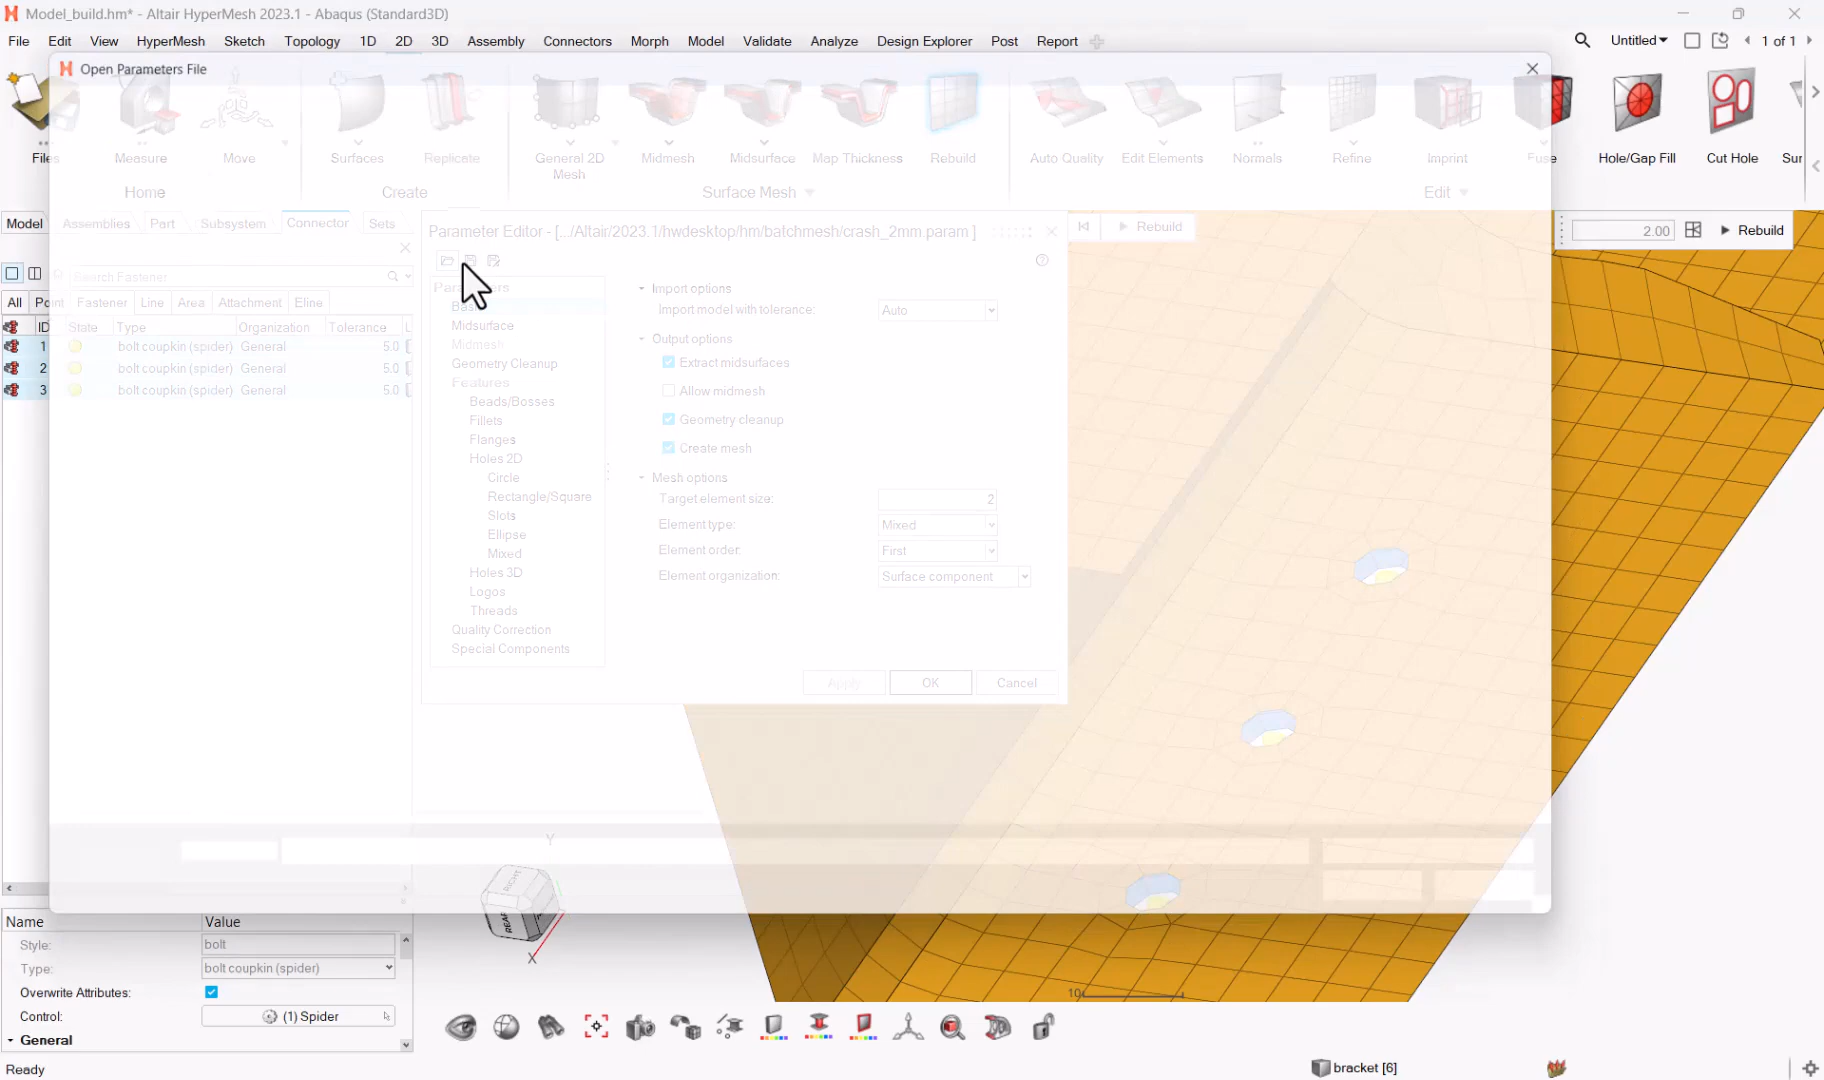 Model_build.hm* - Altair HyperMesh 2023.1 - Abaqus (Standard3D)
File Edit View HyperMesh Sketch Topology 1D 2D 3D Assembly Connectors Morph Model Validate Analyze Design Explorer Post Report Untitled 1 of 1
Open Parameters File
Files Measure Move Surfaces Replicate General 2D Mesh Midmesh Midsurface Map Thickness Rebuild Auto Quality Edit Elements Normals Refine Imprint Fuse Hole/Gap Fill Cut Hole Sur
Home Create Surface Mesh Edit
Model Assemblies Part Subsystem Connector Sets
Parameter Editor - [.../Altair/2023.1/hwdesktop/hm/batchmesh/crash_2mm.param ]
Rebuild
2.00 Rebuild
Search Fastener
All Point Fastener Line Area Attachment Eline
ID State Type Organization Tolerance L
1 bolt coupkin (spider) General 5.0
2 bolt coupkin (spider) General 5.0
3 bolt coupkin (spider) General 5.0
Parameters
Basic
Midsurface
Midmesh
Geometry Cleanup
Features
Beads/Bosses
Fillets
Flanges
Holes 2D
Circle
Rectangle/Square
Slots
Ellipse
Mixed
Holes 3D
Logos
Threads
Quality Correction
Special Components
Import options
Import model with tolerance: Auto
Output options
Extract midsurfaces
Allow midmesh
Geometry cleanup
Create mesh
Mesh options
Target element size: 2
Element type: Mixed
Element order: First
Element organization: Surface component
Apply OK Cancel
Y
RIGHT
REAR
X
10
Name Value
Style: bolt
Type: bolt coupkin (spider)
Overwrite Attributes:
Control: (1) Spider
General
Ready
bracket [6]